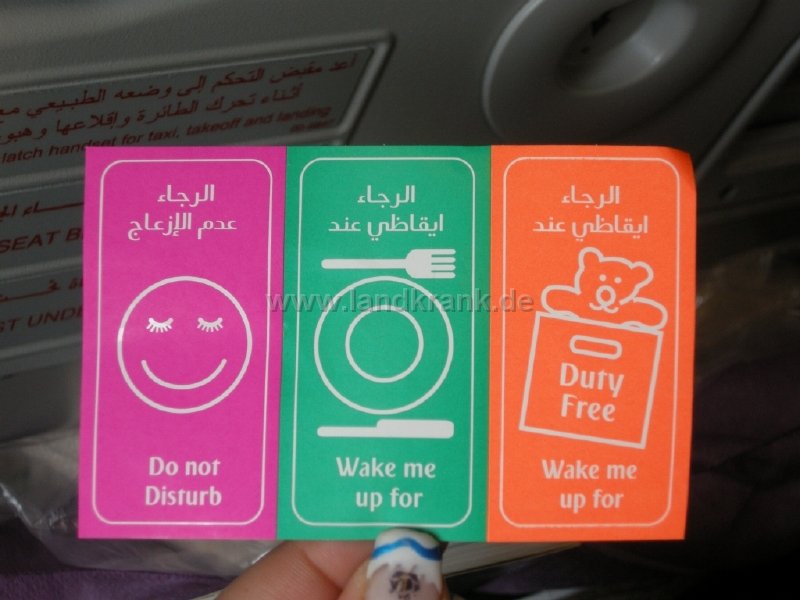 أعد مقبض التحكم إلى وضعه الطبيعي مع
أثناء تحرك الطائرة وإقلاعها وهبو
latch handset for taxi, takeoff and landing
SEAT B
ST UNDE
الرجاء
عدم الإزعاج
Do not
Disturb
الرجاء
ايقاظي عند
Wake me
up for
الرجاء
ايقاظي عند
Duty
Free
Wake me
up for
www.landkrank.de